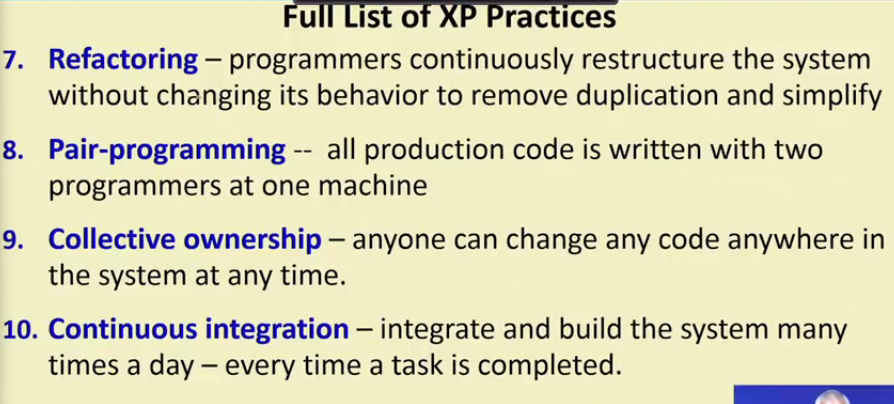 Full List of XP Practices
7. Refactoring – programmers continuously restructure the system
without changing its behavior to remove duplication and simplify
8. Pair-programming -- all production code is written with two
programmers at one machine
9. Collective ownership – anyone can change any code anywhere in
the system at any time.
10. Continuous integration – integrate and build the system many
times a day – every time a task is completed.